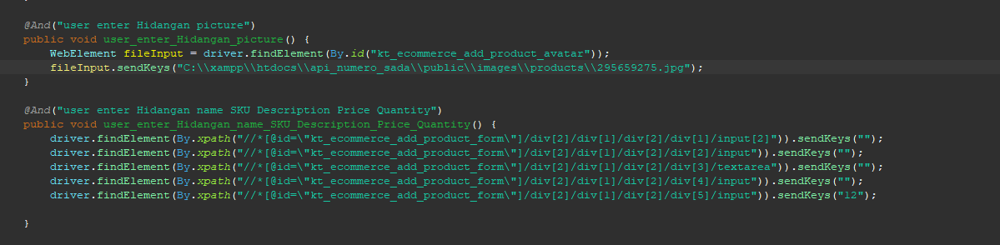 @And("user enter Hidangan picture")
public void user_enter_Hidangan_picture() {
WebElement fileInput = driver.findElement(By.id("kt_ecommerce_add_product_avatar"));
fileInput.sendKeys("C:\\xampp\\htdocs\\api_numero_sada\\public\\images\\products\\295659275.jpg");
}
@And("user enter Hidangan name SKU Description Price Quantity")
public void user_enter_Hidangan_name_SKU_Description_Price_Quantity() {
driver.findElement(By.xpath("//*[@id=\"kt_ecommerce_add_product_form\"]/div[2]/div[1]/div[2]/div[1]/input[2]")).sendKeys("");
driver.findElement(By.xpath("//*[@id=\"kt_ecommerce_add_product_form\"]/div[2]/div[1]/div[2]/div[2]/input")).sendKeys("");
driver.findElement(By.xpath("//*[@id=\"kt_ecommerce_add_product_form\"]/div[2]/div[1]/div[2]/div[3]/textarea")).sendKeys("");
driver.findElement(By.xpath("//*[@id=\"kt_ecommerce_add_product_form\"]/div[2]/div[1]/div[2]/div[4]/input")).sendKeys("");
driver.findElement(By.xpath("//*[@id=\"kt_ecommerce_add_product_form\"]/div[2]/div[1]/div[2]/div[5]/input")).sendKeys("12");
}